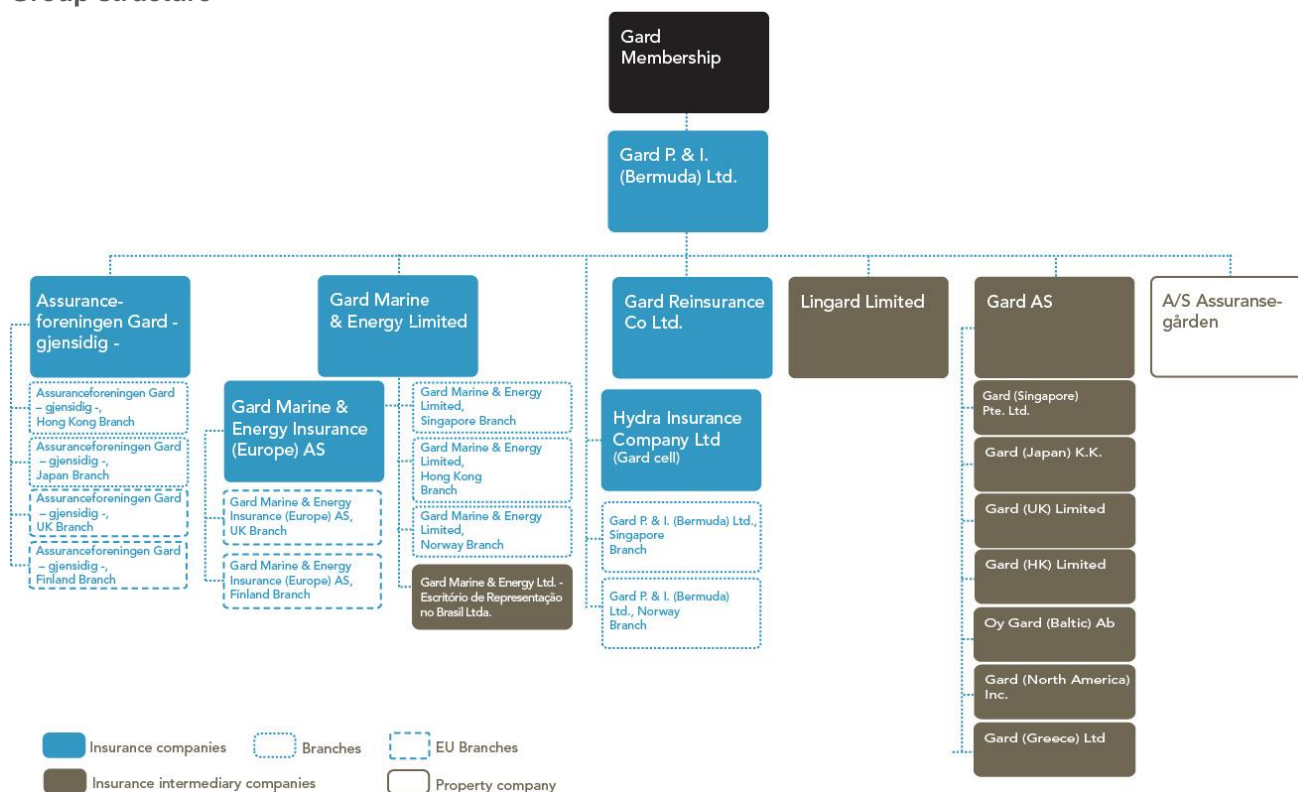 Group structure
Gard
Membership
Gard P. & I.
(Bermuda) Ltd.
Assurance-
foreningen Gard -
gjensidig -
Assuranceforeningen Gard
– gjensidig -,
Hong Kong Branch
Assuranceforeningen Gard
– gjensidig -,
Japan Branch
Assuranceforeningen Gard
– gjensidig -,
UK Branch
Assuranceforeningen Gard
– gjensidig -,
Finland Branch
Gard Marine
& Energy Limited
Gard Marine &
Energy Insurance
(Europe) AS
Gard Marine & Energy
Insurance (Europe) AS,
UK Branch
Gard Marine & Energy
Insurance (Europe) AS,
Finland Branch
Gard Marine & Energy
Limited,
Singapore Branch
Gard Marine & Energy
Limited,
Hong Kong
Branch
Gard Marine & Energy
Limited,
Norway Branch
Gard Marine & Energy Ltd. -
Escritório de Representação
no Brasil Ltda.
Gard Reinsurance
Co Ltd.
Hydra Insurance
Company Ltd
(Gard cell)
Gard P. & I. (Bermuda) Ltd.,
Singapore
Branch
Gard P. & I. (Bermuda)
Ltd., Norway
Branch
Lingard Limited
Gard AS
Gard (Singapore)
Pte. Ltd.
Gard (Japan) K.K.
Gard (UK) Limited
Gard (HK) Limited
Oy Gard (Baltic) Ab
Gard (North America)
Inc.
Gard (Greece) Ltd
A/S Assuranse-
gården
Insurance companies
Branches
EU Branches
Insurance intermediary companies
Property company